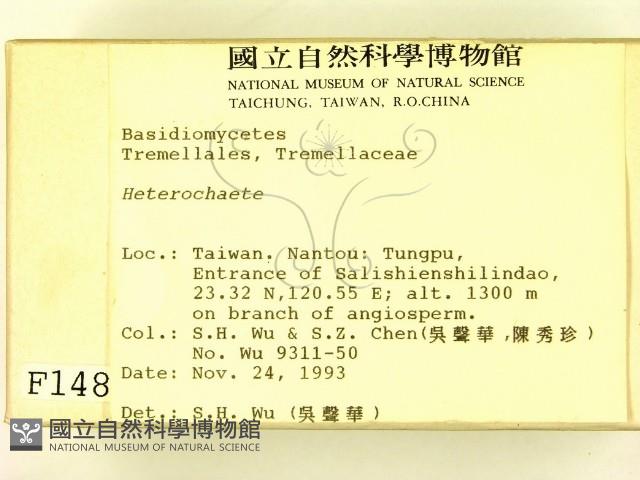 國立自然科學博物館
NATIONAL MUSEUM OF NATURAL SCIENCE
TAICHUNG, TAIWAN, R.O.CHINA
Basidiomycetes
Tremellales, Tremellaceae
Heterochaete
Loc.: Taiwan. Nantou: Tungpu,
Entrance of Salishienshilindao,
23.32 N,120.55 E; alt. 1300 m
on branch of angiosperm.
Col.: S.H. Wu & S.Z. Chen(吳聲華,陳秀珍)
No. Wu 9311-50
Date: Nov. 24, 1993
F148
Det.: S.H. Wu (吳聲華)
國立自然科學博物館
NATIONAL MUSEUM OF NATURAL SCIENCE